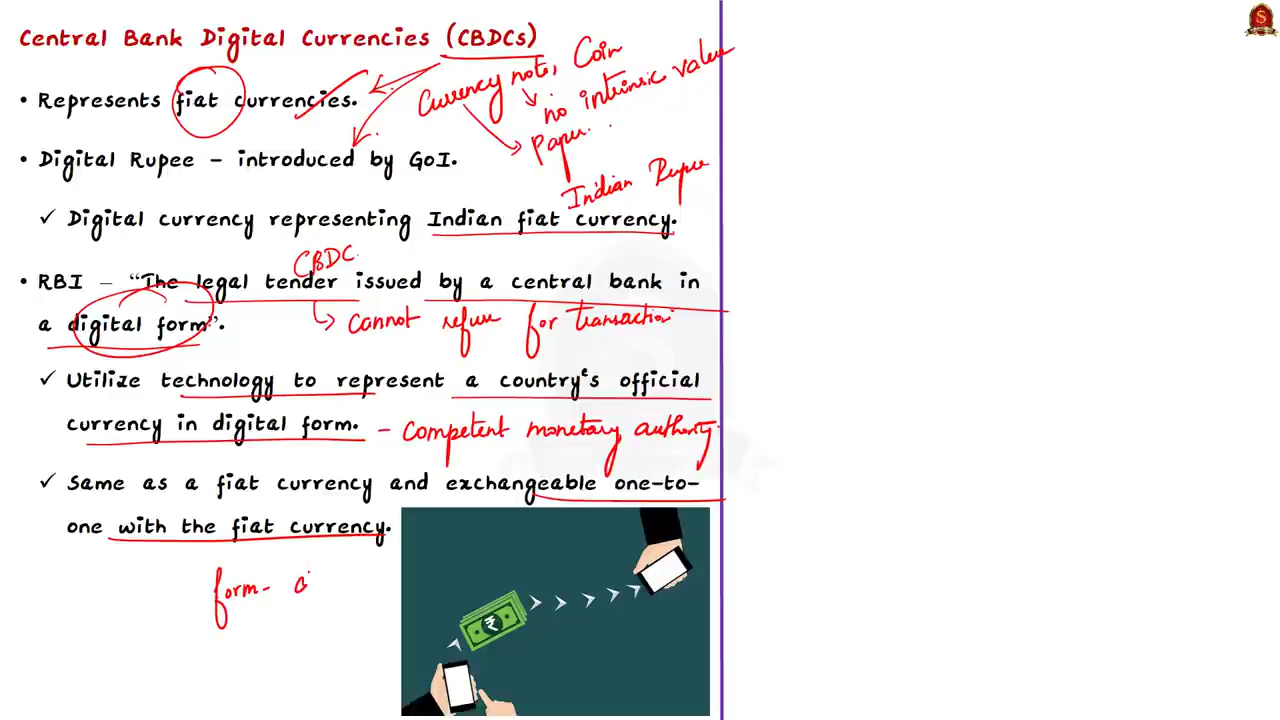 Central Bank Digital Currencies (CBDCs)
Currency note, Coin
no intrinsic value
• Represents fiat currencies.
Paper
• Digital Rupee – introduced by GoI.
Indian Rupee
✓ Digital currency representing Indian fiat currency.
CBDC
• RBI – “The legal tender issued by a central bank in
a digital form”.
Cannot refuse for transaction
✓ Utilize technology to represent a country's official
currency in digital form.
- Competent monetary authority
✓ Same as a fiat currency and exchangeable one-to-
one with the fiat currency.
form-
₹